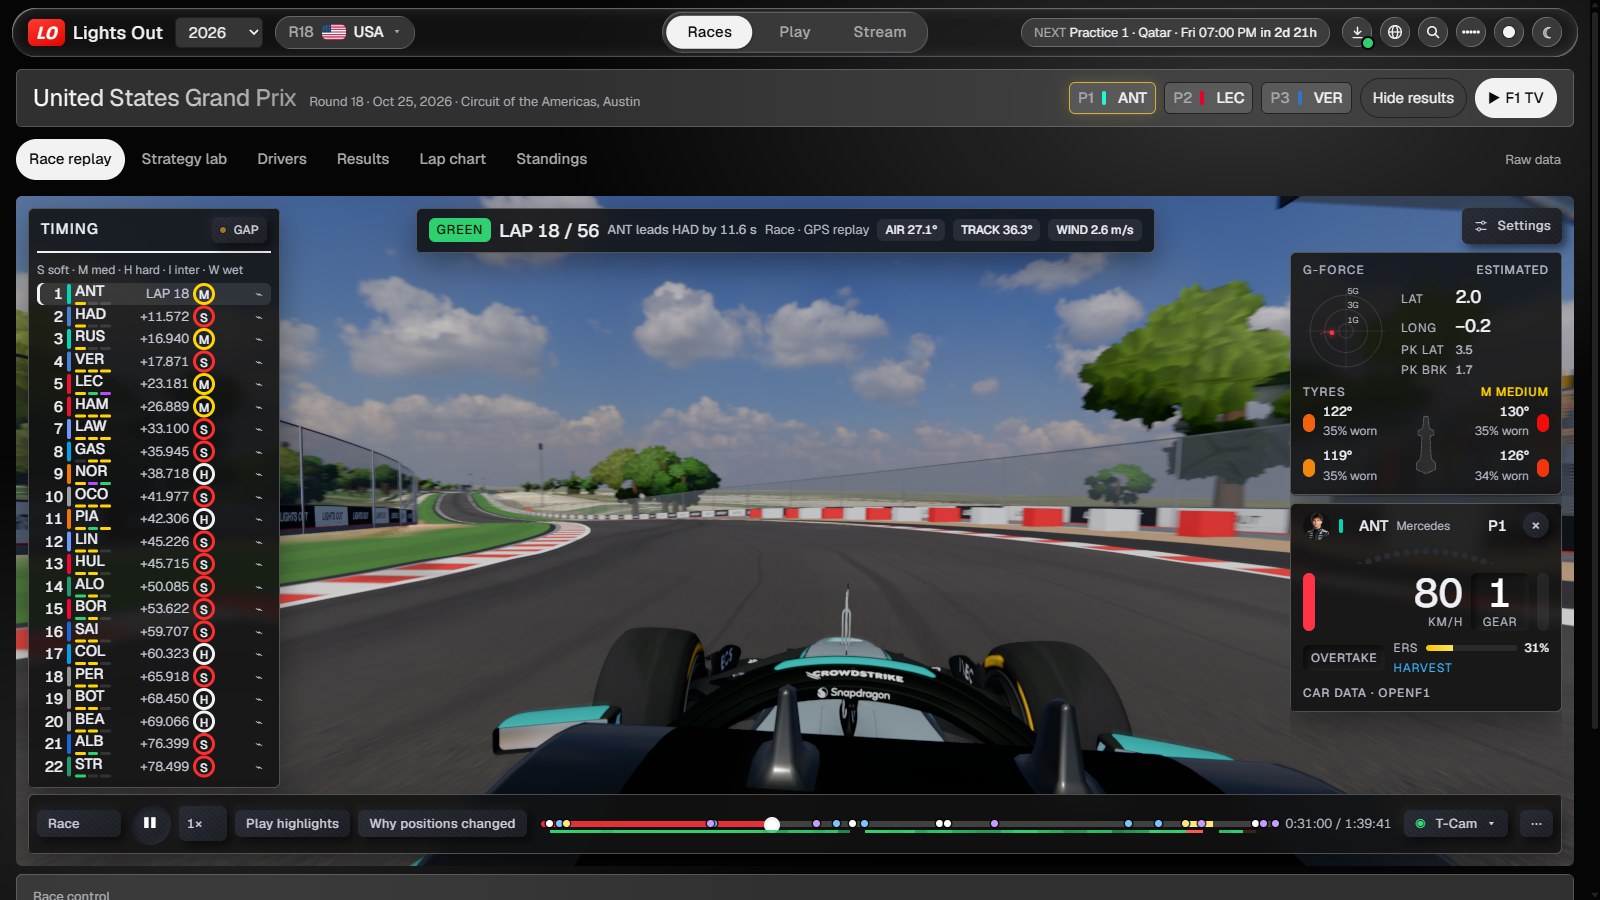 LO Lights Out 2026 R18 USA Races Play Stream NEXT Practice 1 · Qatar · Fri 07:00 PM in 2d 21h
United States Grand Prix Round 18 · Oct 25, 2026 · Circuit of the Americas, Austin P1 ANT P2 LEC P3 VER Hide results F1 TV
Race replay Strategy lab Drivers Results Lap chart Standings Raw data
TIMING GAP
S soft · M med · H hard · I inter · W wet
1 ANT LAP 18 M
2 HAD +11.572 S
3 RUS +16.940 M
4 VER +17.871 S
5 LEC +23.181 M
6 HAM +26.889 M
7 LAW +33.100 S
8 GAS +35.945 S
9 NOR +38.718 H
10 OCO +41.977 S
11 PIA +42.306 H
12 LIN +45.226 S
13 HUL +45.715 S
14 ALO +50.085 S
15 BOR +53.622 S
16 SAI +59.707 S
17 COL +60.323 H
18 PER +65.918 S
19 BOT +68.450 H
20 BEA +69.066 H
21 ALB +76.399 S
22 STR +78.499 S
GREEN LAP 18 / 56 ANT leads HAD by 11.6 s Race · GPS replay AIR 27.1° TRACK 36.3° WIND 2.6 m/s
Settings
G-FORCE ESTIMATED
5G
3G
1G
LAT 2.0
LONG −0.2
PK LAT 3.5
PK BRK 1.7
TYRES M MEDIUM
122° 130°
35% worn 35% worn
119° 126°
35% worn 34% worn
ANT Mercedes P1 ×
80 1
KM/H GEAR
OVERTAKE ERS 31%
HARVEST
CAR DATA · OPENF1
LIGHTS OUT
CROWDSTRIKE
Snapdragon
Race 1× Play highlights Why positions changed 0:31:00 / 1:39:41 T-Cam ...
Race control